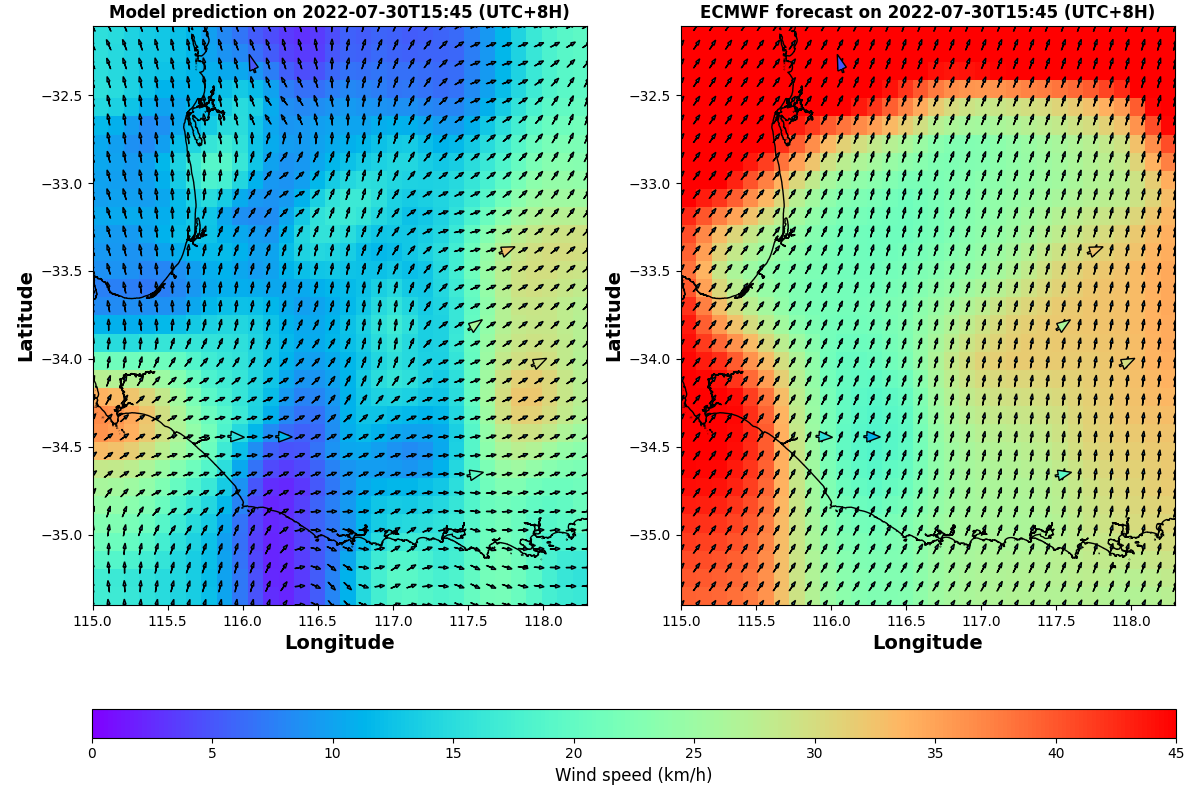 Model prediction on 2022-07-30T15:45 (UTC+8H)
ECMWF forecast on 2022-07-30T15:45 (UTC+8H)
−32.5
−33.0
−33.5
−34.0
−34.5
−35.0
Latitude
115.0 115.5 116.0 116.5 117.0 117.5 118.0
Longitude
−32.5
−33.0
−33.5
−34.0
−34.5
−35.0
Latitude
115.0 115.5 116.0 116.5 117.0 117.5 118.0
Longitude
0 5 10 15 20 25 30 35 40 45
Wind speed (km/h)